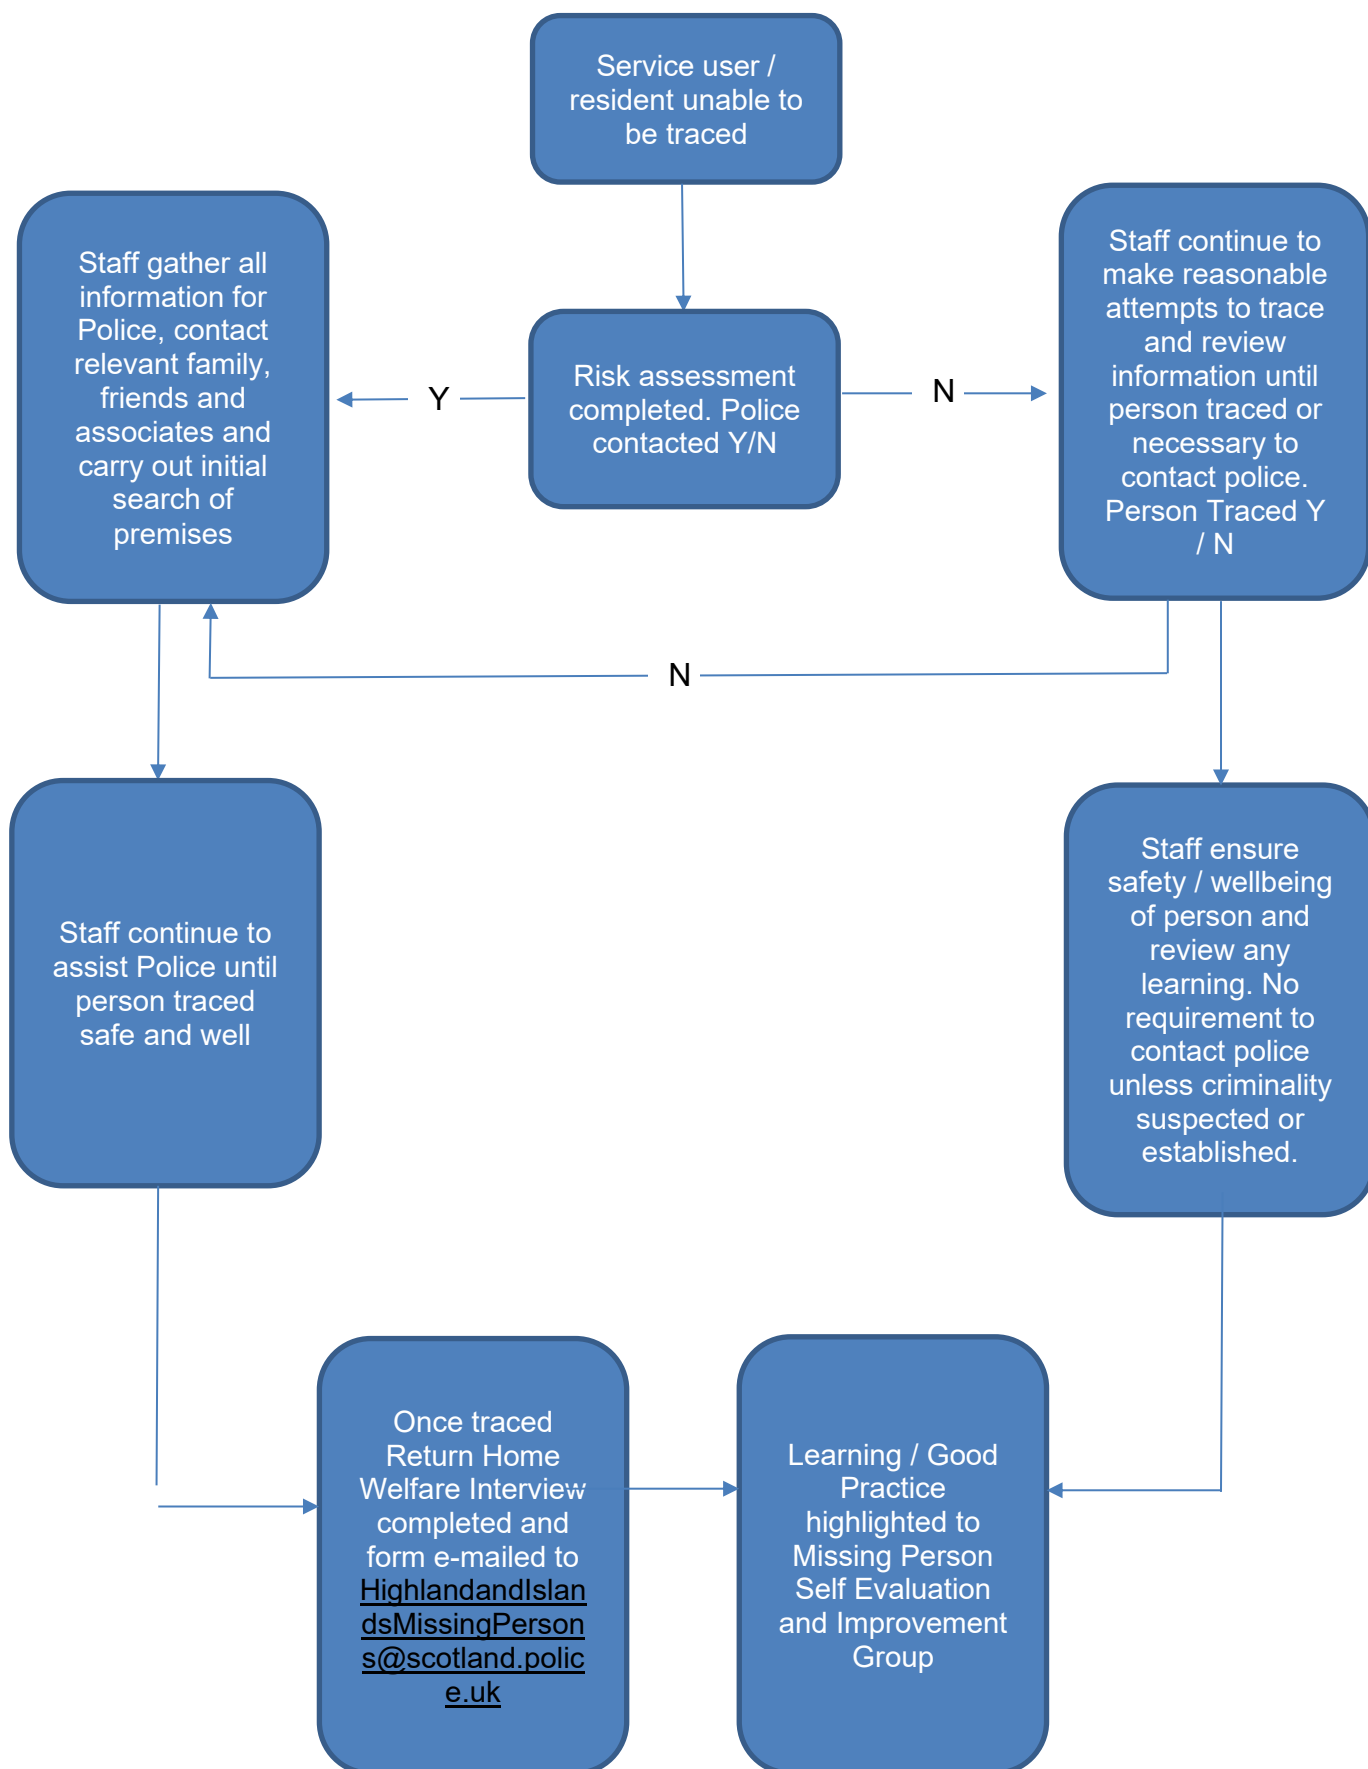 Service user /
resident unable to
be traced
Staff gather all
information for
Police, contact
relevant family,
friends and
associates and
carry out initial
search of
premises
Y
Risk assessment
completed. Police
contacted Y/N
N
Staff continue to
make reasonable
attempts to trace
and review
information until
person traced or
necessary to
contact police.
Person Traced Y
/ N
N
Staff continue to
assist Police until
person traced
safe and well
Staff ensure
safety / wellbeing
of person and
review any
learning. No
requirement to
contact police
unless criminality
suspected or
established.
Once traced
Return Home
Welfare Interview
completed and
form e-mailed to
HighlandandIslan
dsMissingPerson
s@scotland.polic
e.uk
Learning / Good
Practice
highlighted to
Missing Person
Self Evaluation
and Improvement
Group